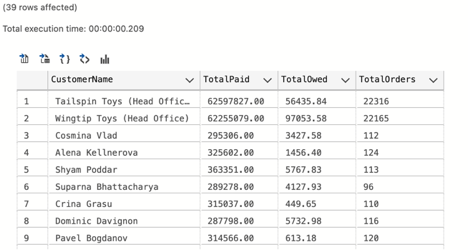 (39 rows affected)
Total execution time: 00:00:00.209
CustomerName TotalPaid TotalOwed TotalOrders
1 Tailspin Toys (Head Offic… 62597827.00 56435.84 22316
2 Wingtip Toys (Head Office) 62255079.00 97053.58 22165
3 Cosmina Vlad 295306.00 3427.58 112
4 Alena Kellnerova 325602.00 1456.40 124
5 Shyam Poddar 363351.00 5767.83 113
6 Suparna Bhattacharya 289278.00 4127.93 96
7 Crina Grasu 315037.00 449.65 110
8 Dominic Davignon 287798.00 5732.98 116
9 Pavel Bogdanov 314566.00 613.18 120